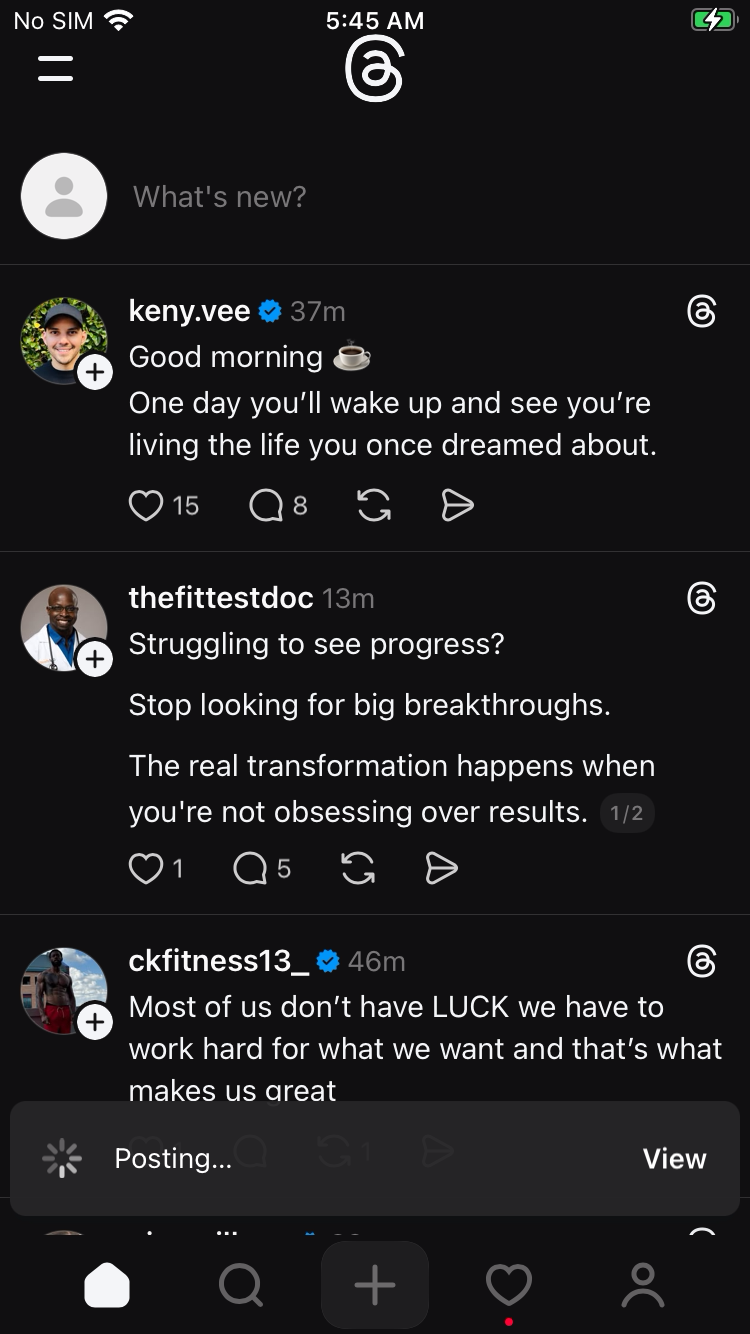 No SIM 5:45 AM
What's new?
keny.vee 37m
Good morning ☕
One day you’ll wake up and see you’re
living the life you once dreamed about.
15 8
thefittestdoc 13m
Struggling to see progress?
Stop looking for big breakthroughs.
The real transformation happens when
you're not obsessing over results. 1/2
1 5
ckfitness13_ 46m
Most of us don’t have LUCK we have to
work hard for what we want and that’s what
makes us great
Posting... View